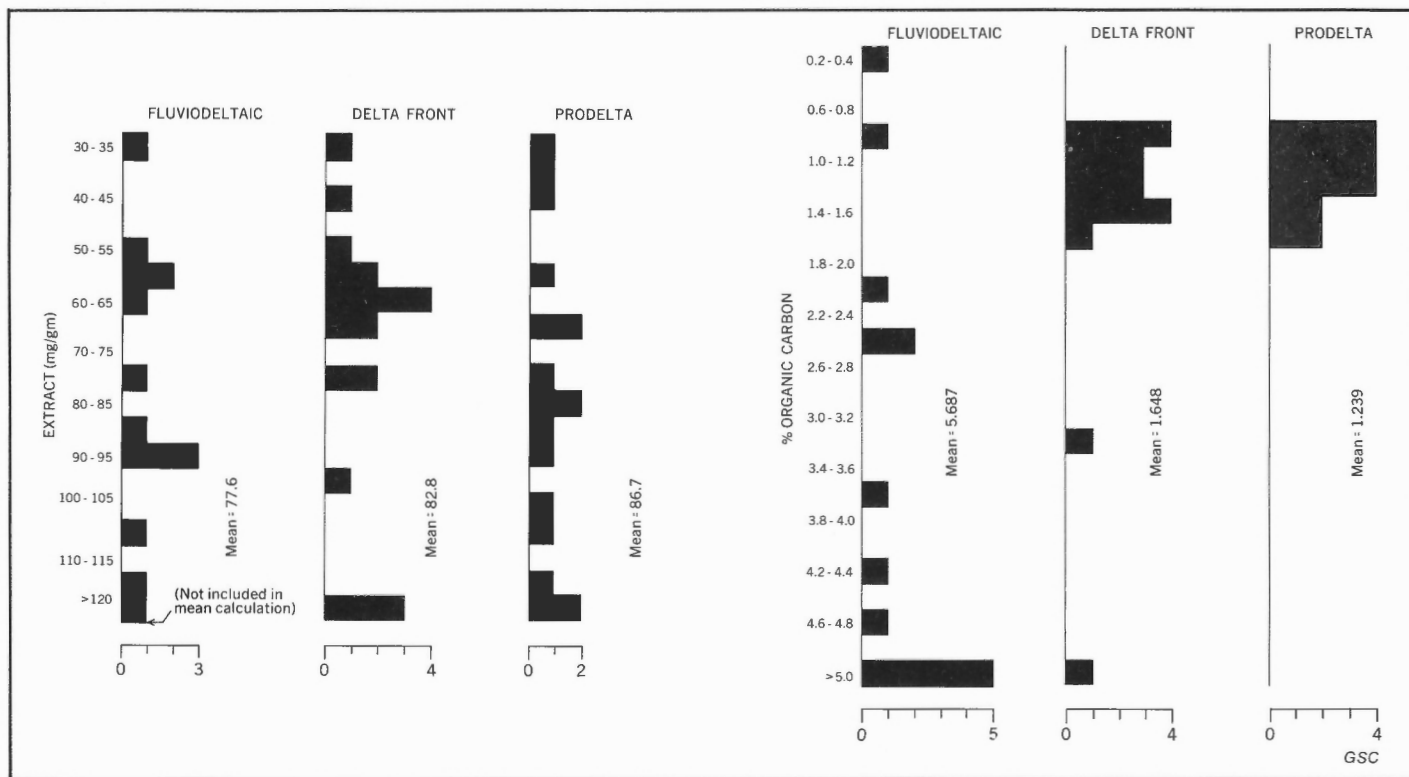 FLUVIODELTAIC
DELTA FRONT
PRODELTA
EXTRACT (mg/gm)
30 - 35
40 - 45
50 - 55
60 - 65
70 - 75
80 - 85
90 - 95
100 - 105
110 - 115
>120
Mean = 77.6
Mean = 82.8
Mean = 86.7
(Not included in
mean calculation)
0 3
0 4
0 2
FLUVIODELTAIC
DELTA FRONT
PRODELTA
% ORGANIC CARBON
0.2 - 0.4
0.6 - 0.8
1.0 - 1.2
1.4 - 1.6
1.8 - 2.0
2.2 - 2.4
2.6 - 2.8
3.0 - 3.2
3.4 - 3.6
3.8 - 4.0
4.2 - 4.4
4.6 - 4.8
>5.0
Mean = 5.687
Mean = 1.648
Mean = 1.239
0 5
0 4
0 4
GSC